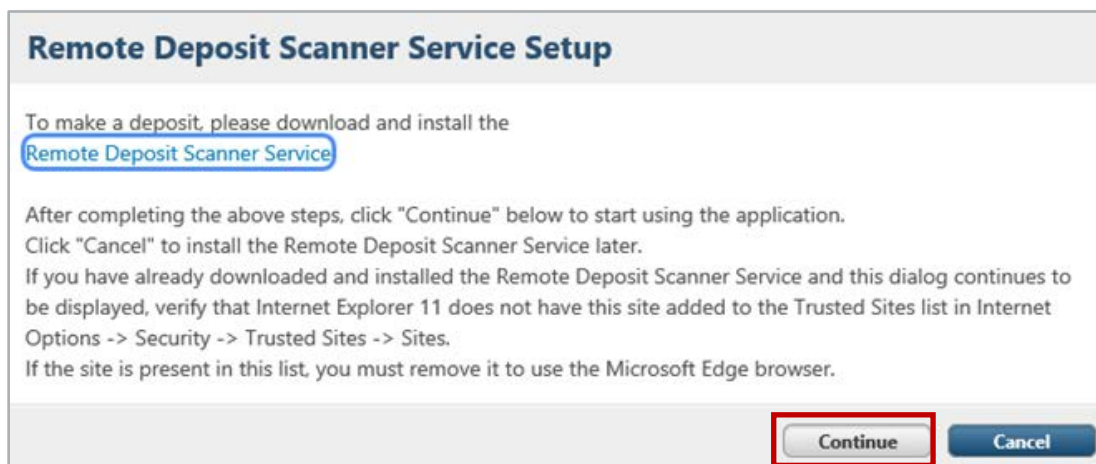 Remote Deposit Scanner Service Setup
To make a deposit, please download and install the
Remote Deposit Scanner Service
After completing the above steps, click "Continue" below to start using the application.
Click "Cancel" to install the Remote Deposit Scanner Service later.
If you have already downloaded and installed the Remote Deposit Scanner Service and this dialog continues to
be displayed, verify that Internet Explorer 11 does not have this site added to the Trusted Sites list in Internet
Options -> Security -> Trusted Sites -> Sites.
If the site is present in this list, you must remove it to use the Microsoft Edge browser.
Continue Cancel